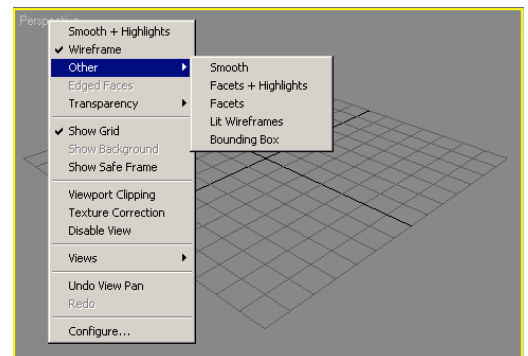 Perspective
Smooth + Highlights
Wireframe
Other
Edged Faces
Transparency
Show Grid
Show Background
Show Safe Frame
Viewport Clipping
Texture Correction
Disable View
Views
Undo View Pan
Redo
Configure...
Smooth
Facets + Highlights
Facets
Lit Wireframes
Bounding Box